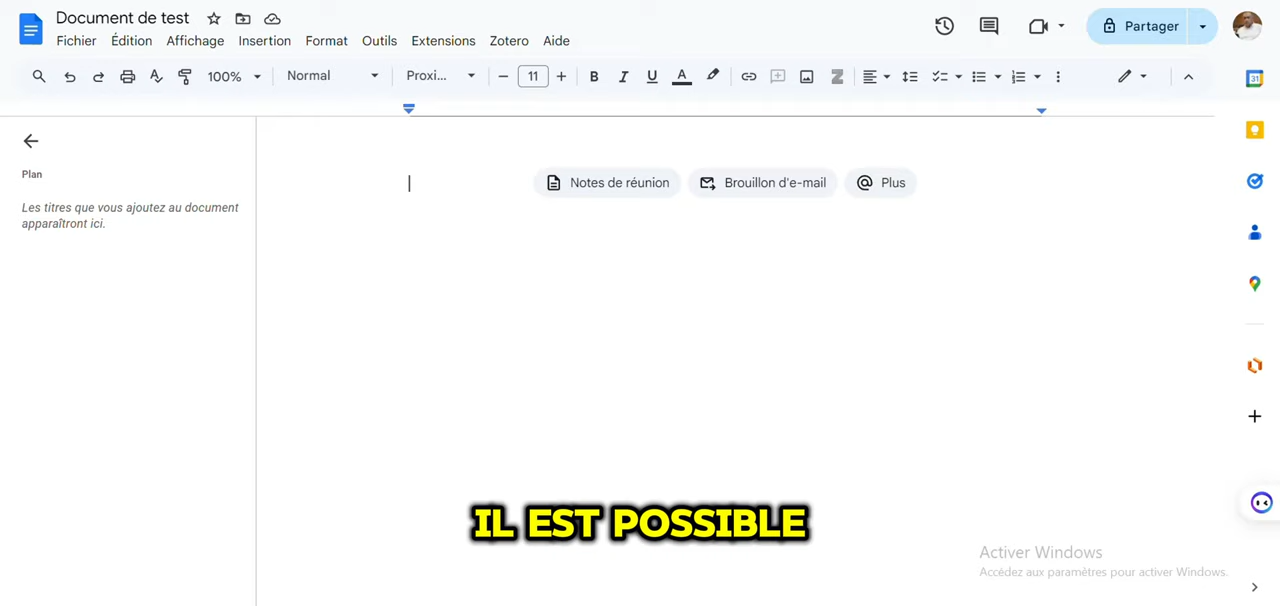 Document de test
Partager
Fichier Édition Affichage Insertion Format Outils Extensions Zotero Aide
100% Normal Proxi... 11 B I U A
31
Plan
Les titres que vous ajoutez au document
apparaîtront ici.
Notes de réunion Brouillon d'e-mail Plus
IL EST POSSIBLE
Activer Windows
Accédez aux paramètres pour activer Windows.